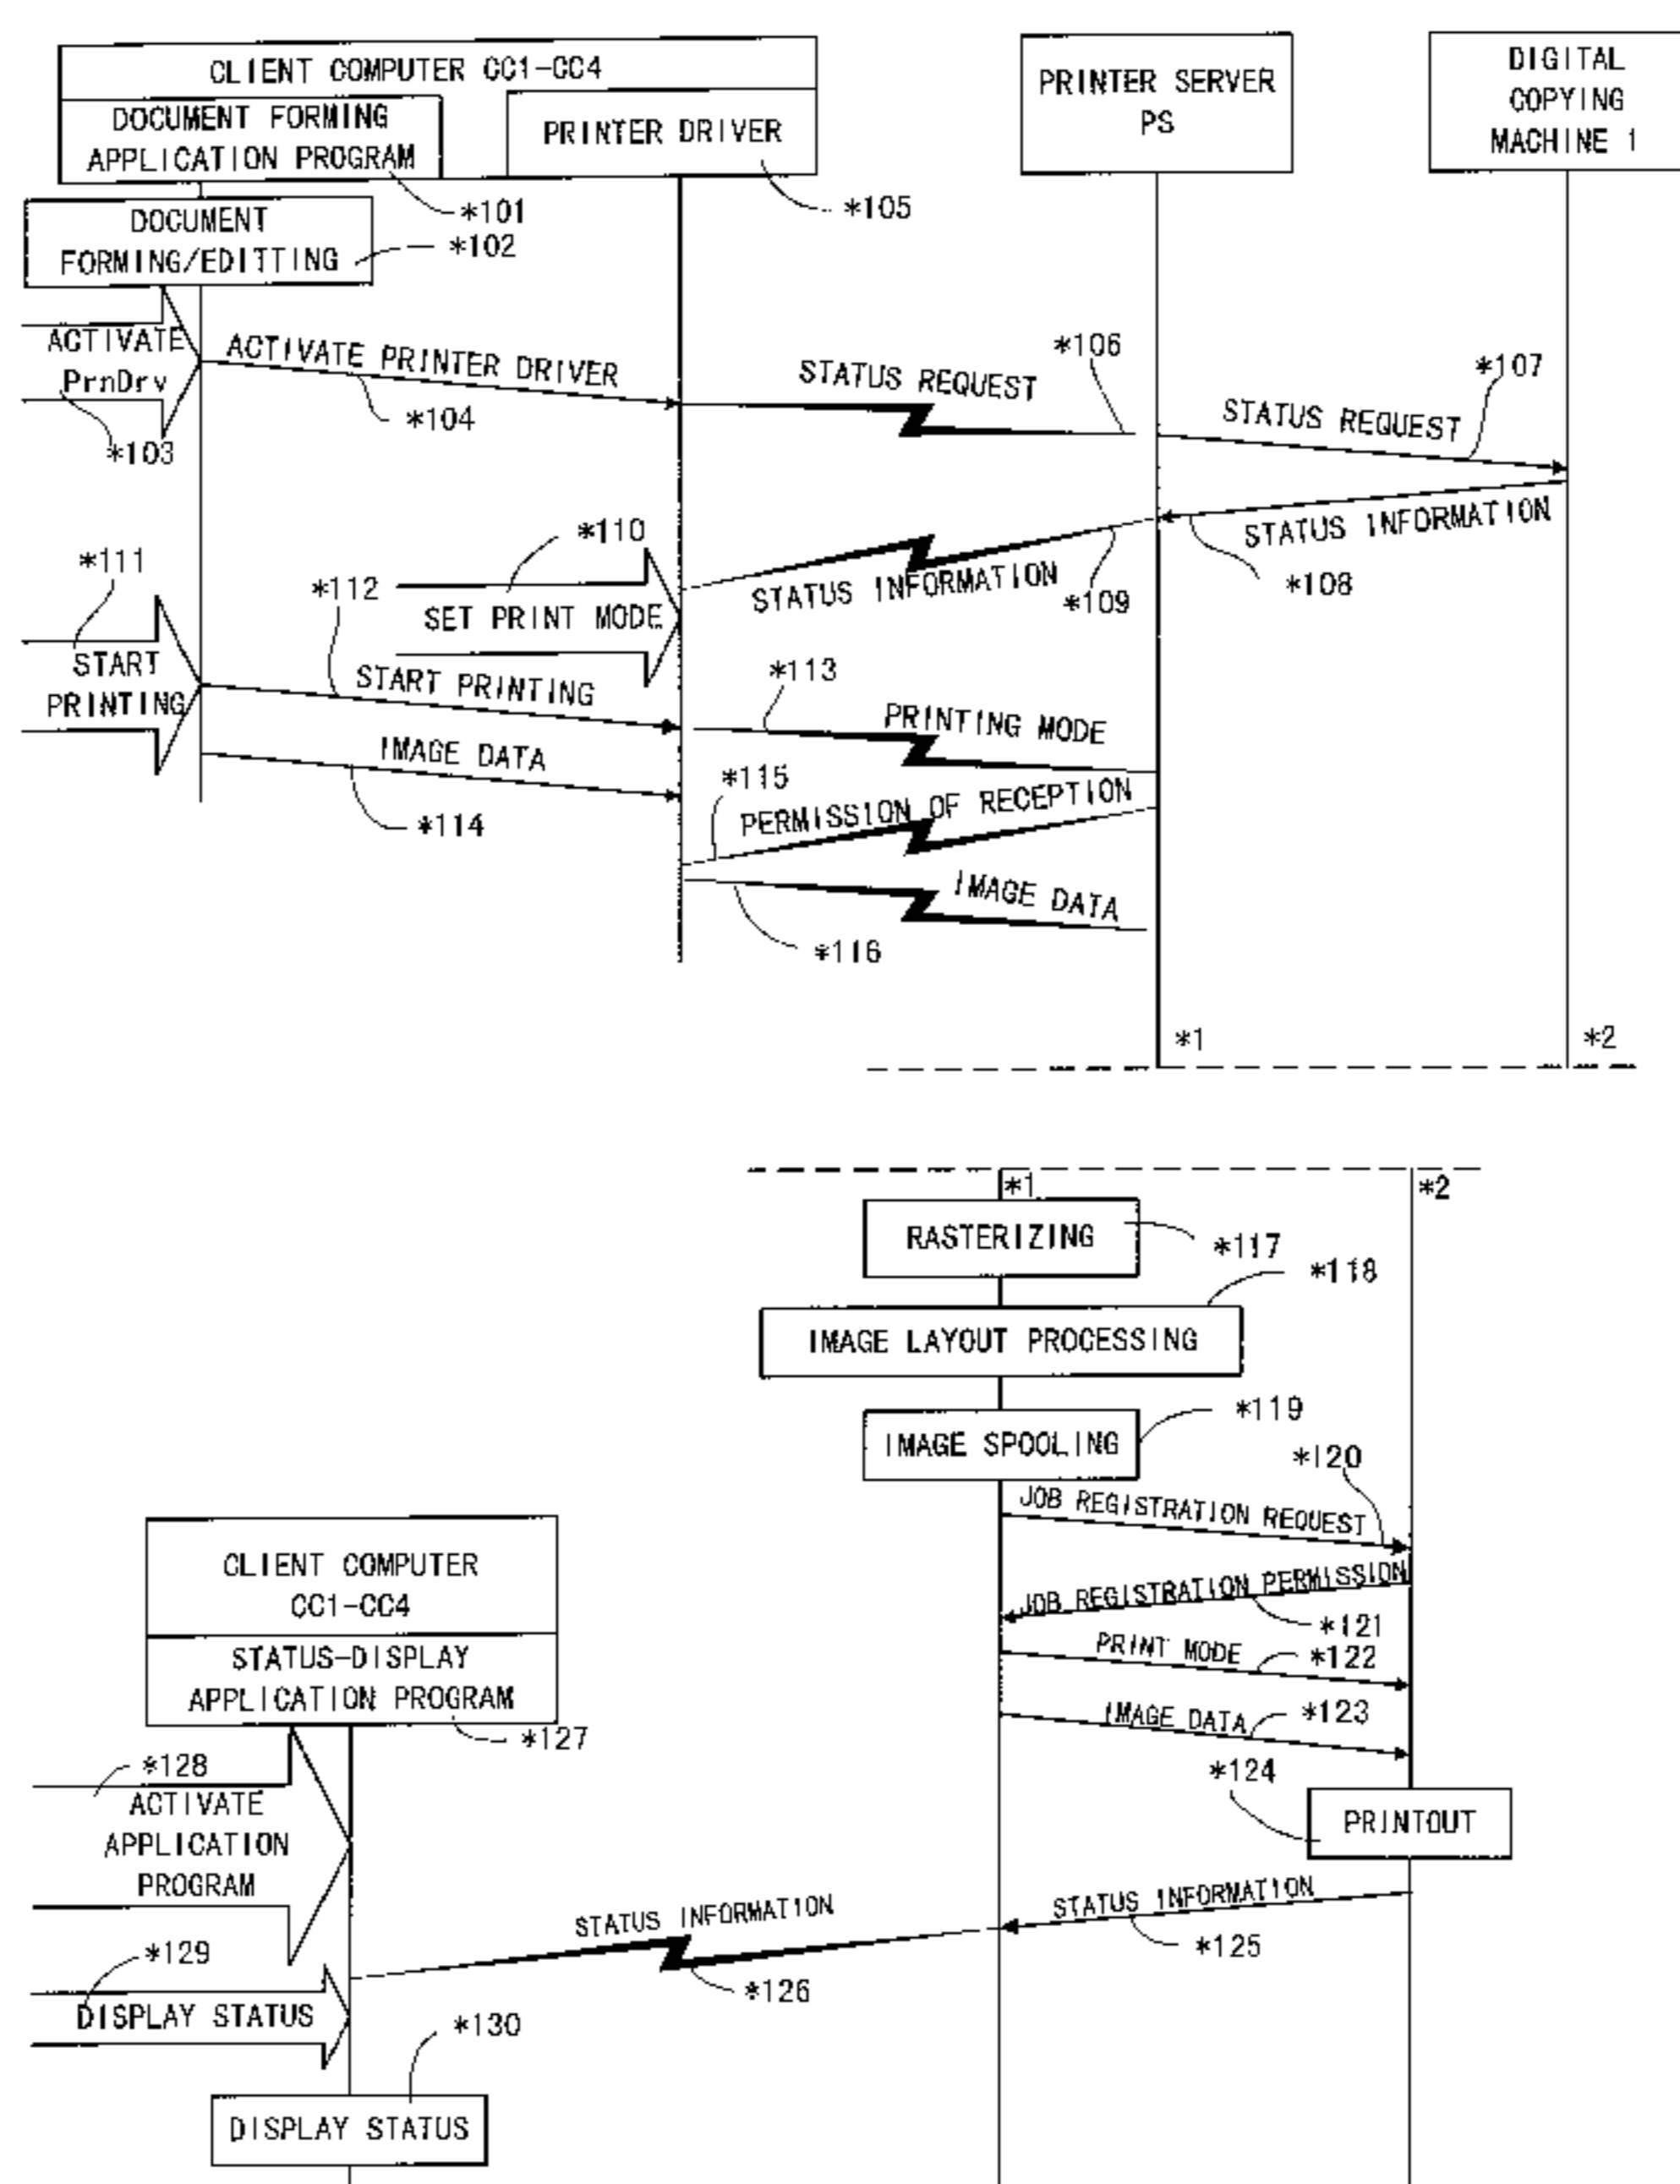 CLIENT COMPUTER CC1-CC4
DOCUMENT FORMING
APPLICATION PROGRAM
PRINTER DRIVER
PRINTER SERVER
PS
DIGITAL
COPYING
MACHINE 1
*101
*105
DOCUMENT
FORMING/EDITTING
*102
ACTIVATE
PrnDrv
*103
ACTIVATE PRINTER DRIVER
*104
STATUS REQUEST
*106
STATUS REQUEST
*107
STATUS INFORMATION
*108
STATUS INFORMATION
*109
*110
SET PRINT MODE
*111
START
PRINTING
*112
START PRINTING
*113
PRINTING MODE
IMAGE DATA
*114
*115
PERMISSION OF RECEPTION
IMAGE DATA
*116
*1
*2
*1
*2
RASTERIZING
*117
*118
IMAGE LAYOUT PROCESSING
IMAGE SPOOLING
*119
*120
JOB REGISTRATION REQUEST
JOB REGISTRATION PERMISSION
*121
PRINT MODE
*122
IMAGE DATA
*123
*124
PRINTOUT
CLIENT COMPUTER
CC1-CC4
STATUS-DISPLAY
APPLICATION PROGRAM
*127
*128
ACTIVATE
APPLICATION
PROGRAM
STATUS INFORMATION
*125
STATUS INFORMATION
*126
*129
DISPLAY STATUS
*130
DISPLAY STATUS